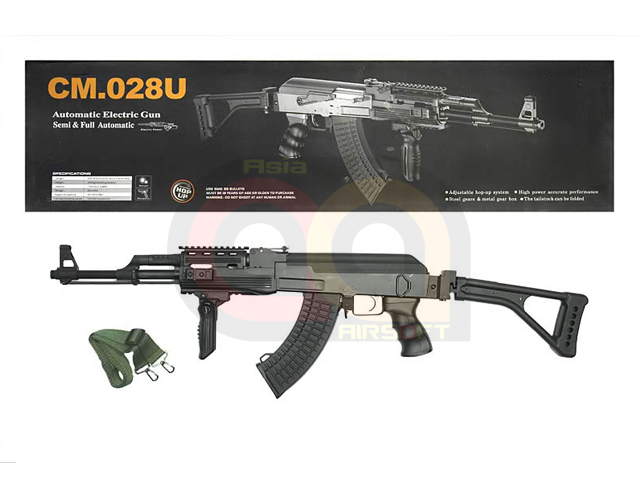 CM.028U
Automatic Electric Gun
Semi & Full Automatic
Electric Power
SPECIFICATIONS
HOP UP
USE 6MM BB BULLETS
MUST BE 18 YEARS OF AGE OR OLDER TO PURCHASE
WARNING: DO NOT SHOOT AT ANY HUMAN OR ANIMAL
• Adjustable hop-up system • High power accurate performance
• Steel gears & metal gear box • The tailstock can be folded
Asia
AIRSOFT